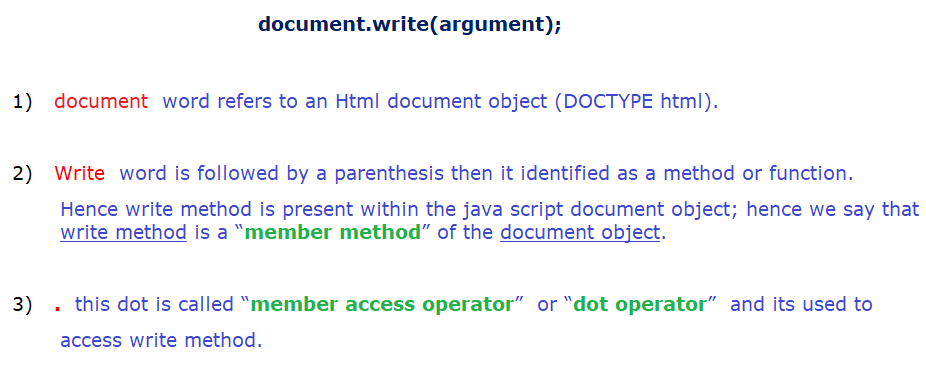 document.write(argument);
1) document word refers to an Html document object (DOCTYPE html).
2) Write word is followed by a parenthesis then it identified as a method or function.
Hence write method is present within the java script document object; hence we say that
write method is a “member method” of the document object.
3) . this dot is called “member access operator” or “dot operator” and its used to
access write method.